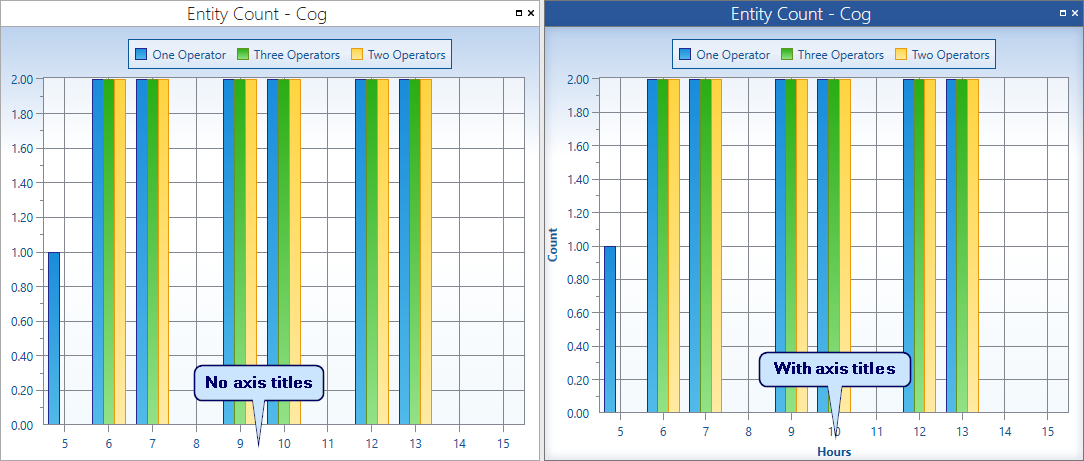 Entity Count - Cog
One Operator Three Operators Two Operators
2.00
1.80
1.60
1.40
1.20
1.00
0.80
0.60
0.40
0.20
0.00
No axis titles
5 6 7 8 9 10 12 13 14 15
Entity Count - Cog
One Operator Three Operators Two Operators
Count
2.00
1.80
1.60
1.40
1.20
1.00
0.80
0.60
0.40
0.20
0.00
With axis titles
5 6 7 8 9 10 11 12 13 14 15
Hours